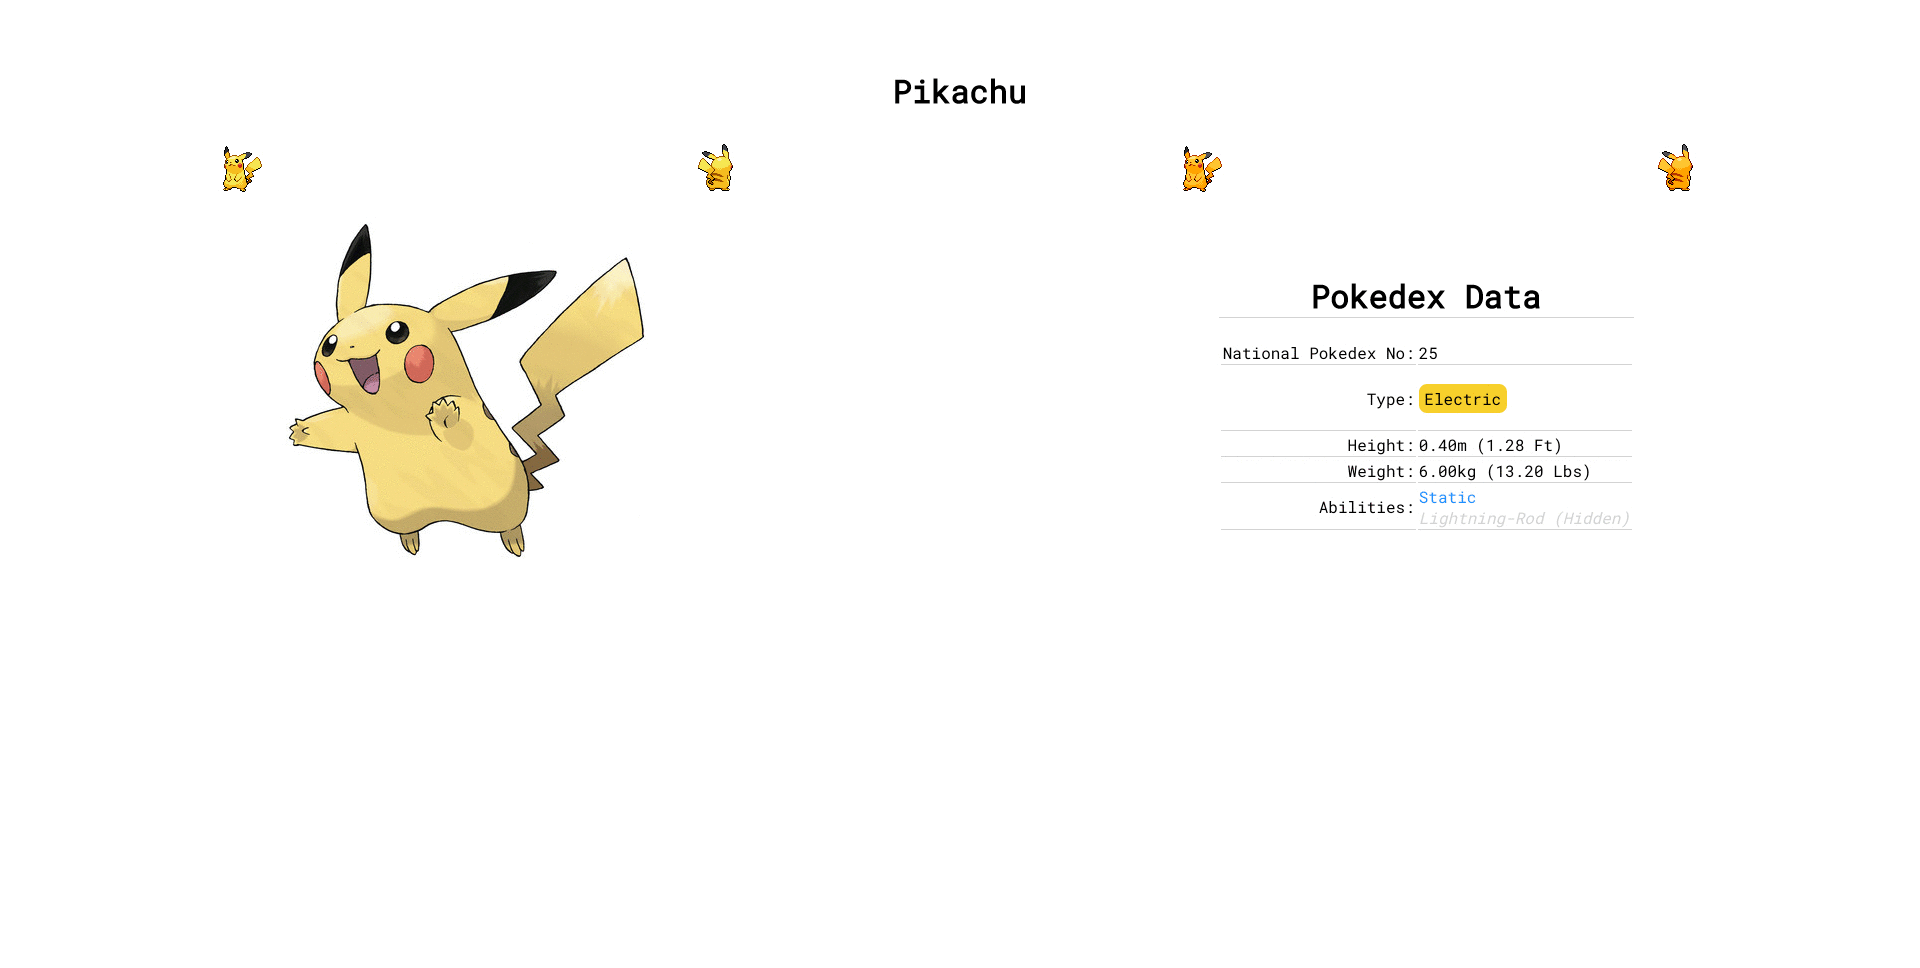 Pikachu
Pokedex Data
National Pokedex No: 25
Type: Electric
Height: 0.40m (1.28 Ft)
Weight: 6.00kg (13.20 Lbs)
Abilities: Static
Lightning-Rod (Hidden)